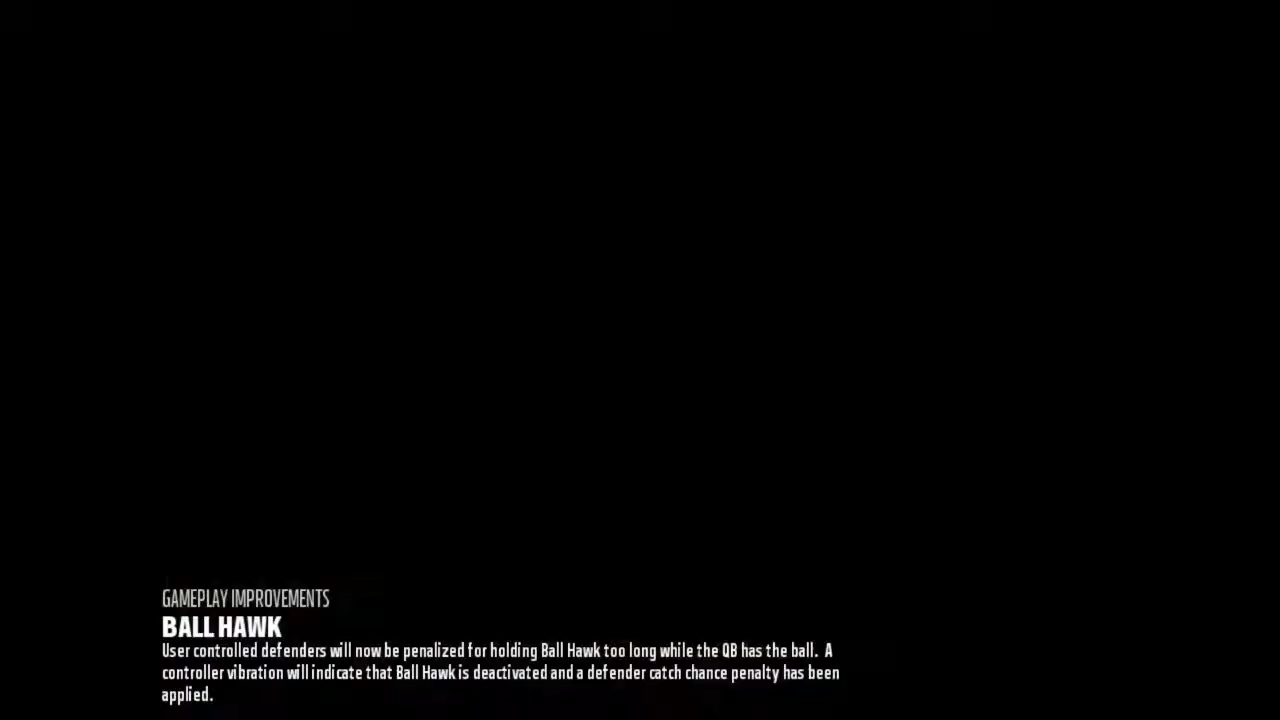 GAMEPLAY IMPROVEMENTS
BALL HAWK
User controlled defenders will now be penalized for holding Ball Hawk too long while the QB has the ball.  A
controller vibration will indicate that Ball Hawk is deactivated and a defender catch chance penalty has been
applied.